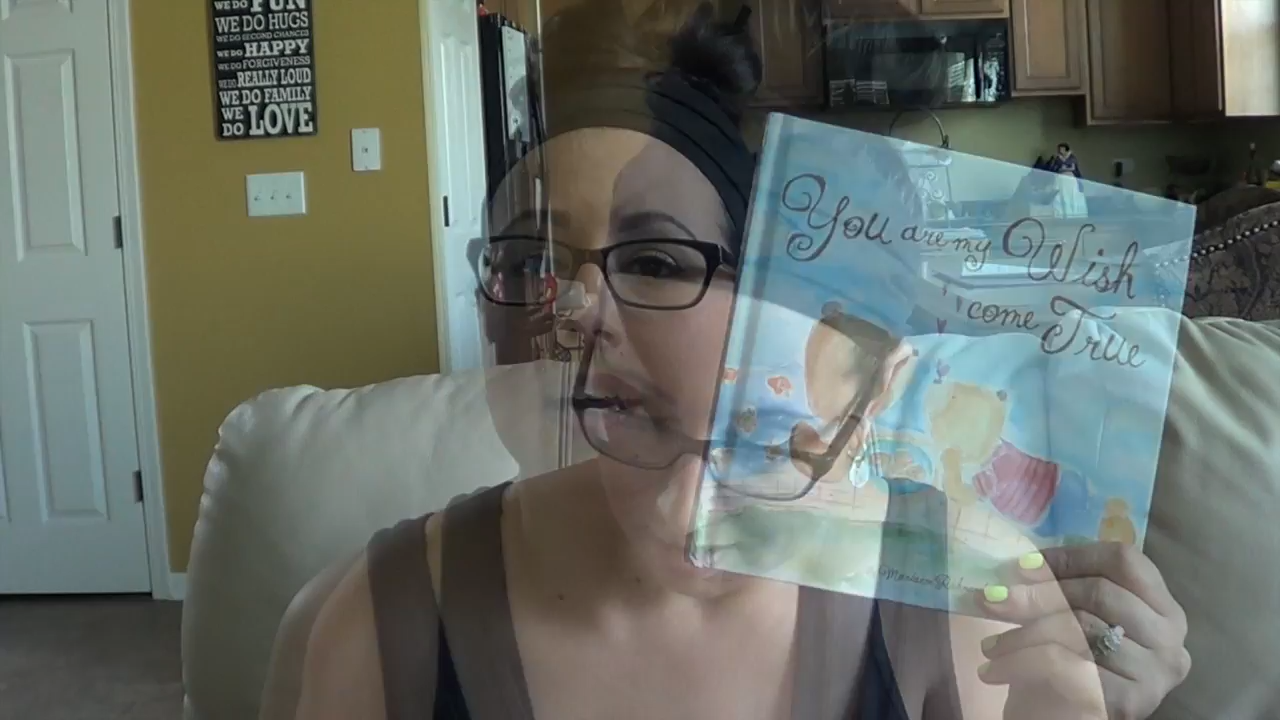 WE DO FUN
WE DO HUGS
WE DO SECOND CHANCES
WE DO HAPPY
WE DO FORGIVENESS
WE DO REALLY LOUD
WE DO FAMILY
WE DO LOVE
You are my Wish
come True
Marianne